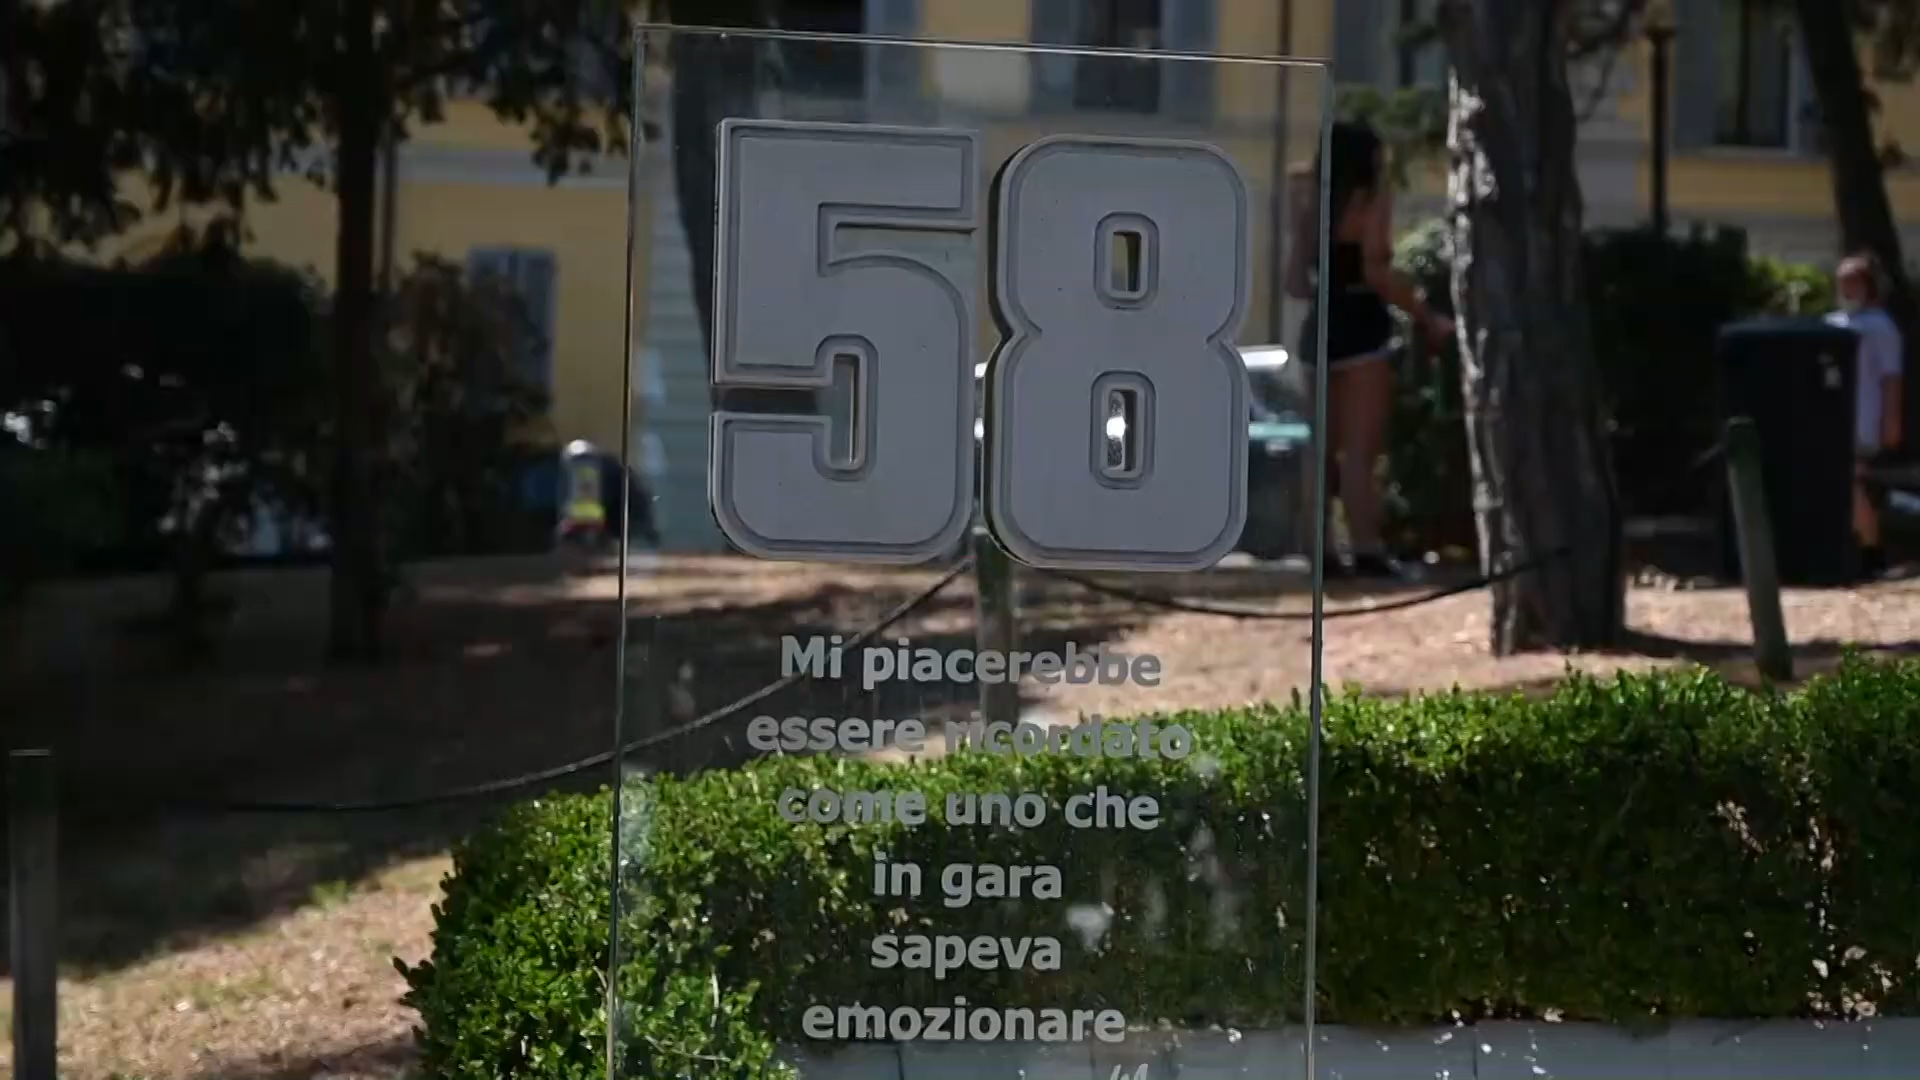 58
Mi piacerebbe
essere ricordato
come uno che
in gara
sapeva
emozionare